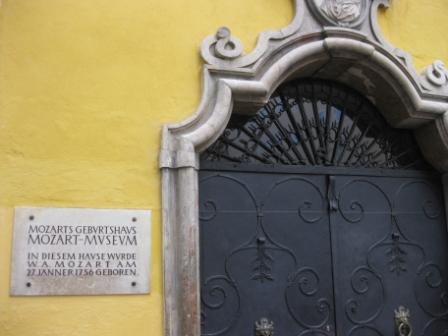 MOZARTS GEBVRTSHAVS
MOZART-MVSEVM
IN DIESEM HAVSE WVRDE
W. A. MOZART AM
27. JÄNNER 1756 GEBOREN.